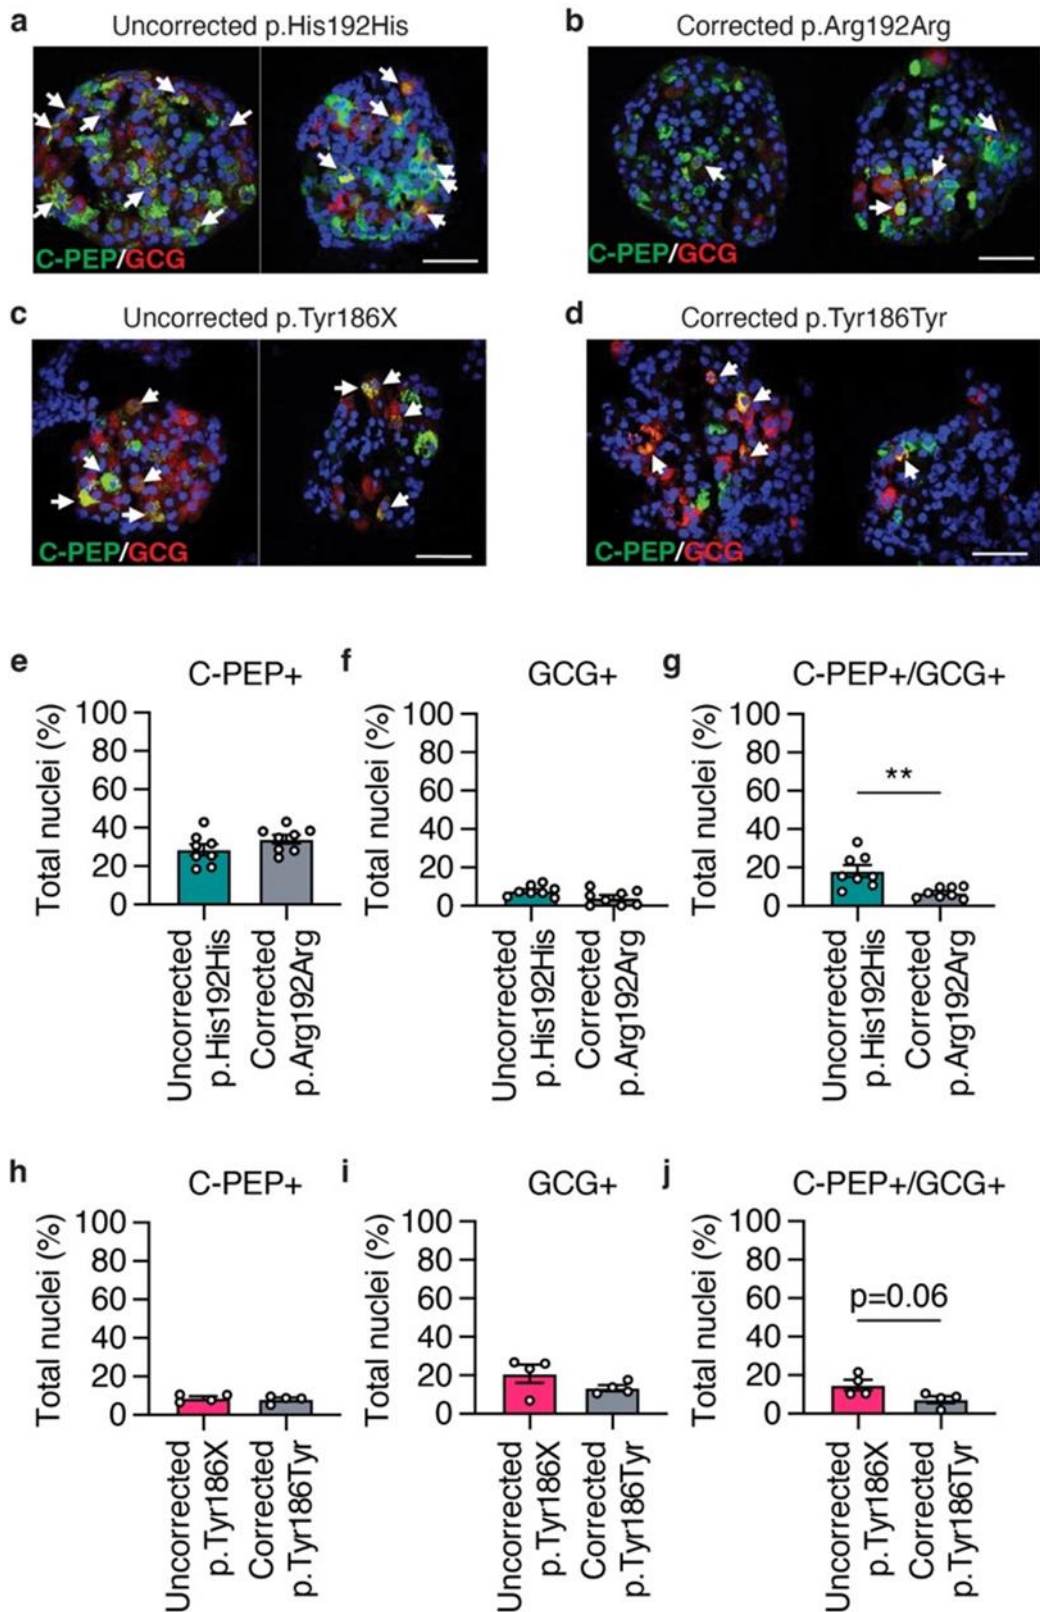 a
Uncorrected p.His192His
b
Corrected p.Arg192Arg
C-PEP/GCG
C-PEP/GCG
c
Uncorrected p.Tyr186X
d
Corrected p.Tyr186Tyr
C-PEP/GCG
C-PEP/GCG
e
C-PEP+
Total nuclei (%)
100
80
60
40
20
0
Uncorrected
p.His192His
Corrected
p.Arg192Arg
f
GCG+
Total nuclei (%)
100
80
60
40
20
0
Uncorrected
p.His192His
Corrected
p.Arg192Arg
g
C-PEP+/GCG+
Total nuclei (%)
100
80
60
40
20
0
**
Uncorrected
p.His192His
Corrected
p.Arg192Arg
h
C-PEP+
Total nuclei (%)
100
80
60
40
20
0
Uncorrected
p.Tyr186X
Corrected
p.Tyr186Tyr
i
GCG+
Total nuclei (%)
100
80
60
40
20
0
Uncorrected
p.Tyr186X
Corrected
p.Tyr186Tyr
j
C-PEP+/GCG+
Total nuclei (%)
100
80
60
40
20
0
p=0.06
Uncorrected
p.Tyr186X
Corrected
p.Tyr186Tyr